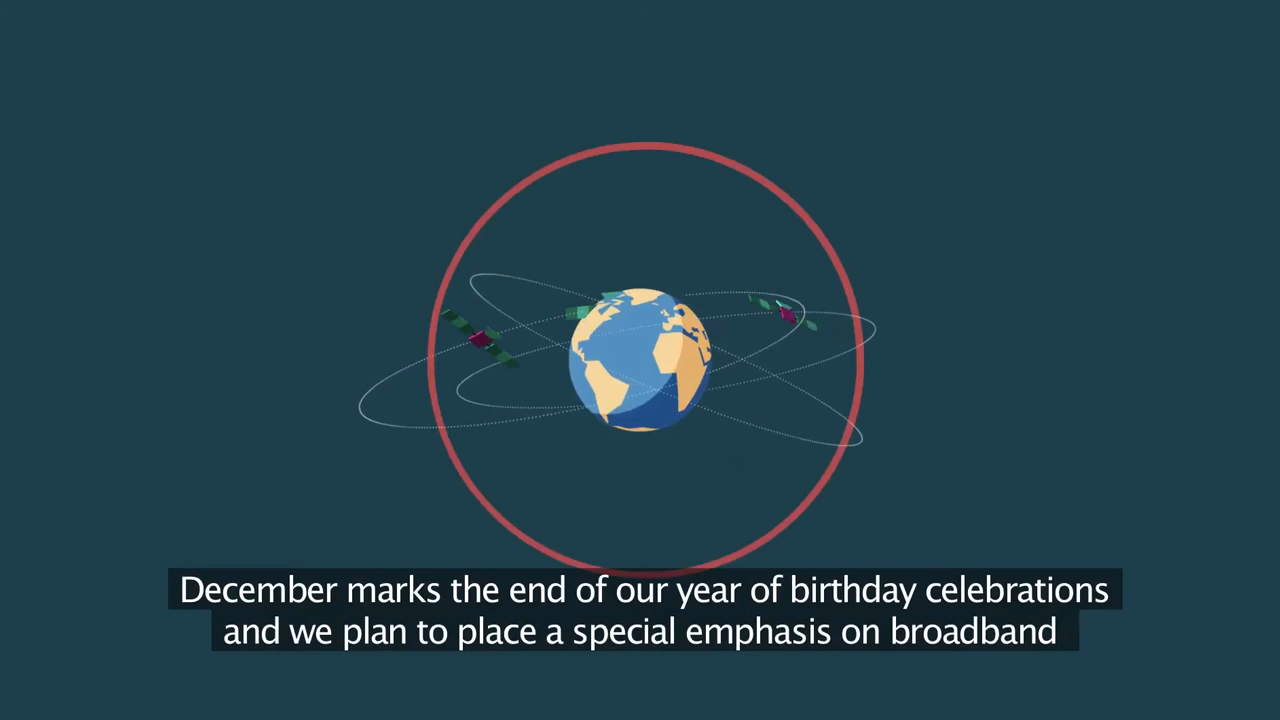 December marks the end of our year of birthday celebrations
and we plan to place a special emphasis on broadband